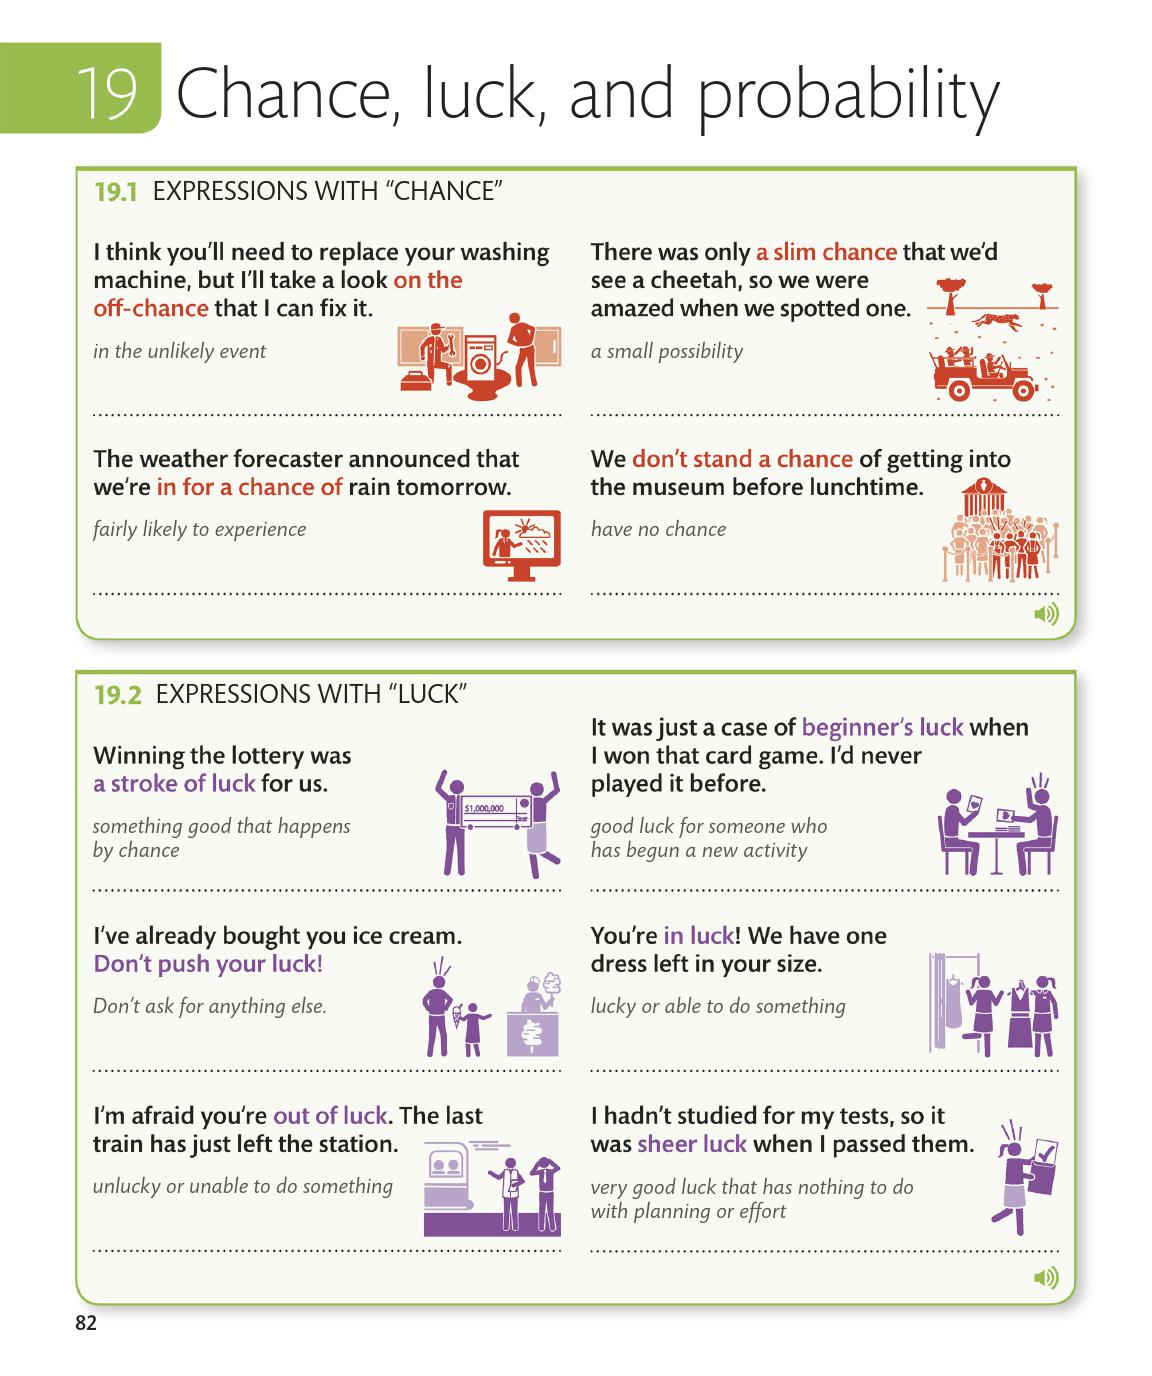 19 Chance, luck, and probability
19.1 EXPRESSIONS WITH “CHANCE”
I think you’ll need to replace your washing
machine, but I’ll take a look on the
off-chance that I can fix it.
in the unlikely event
There was only a slim chance that we’d
see a cheetah, so we were
amazed when we spotted one.
a small possibility
The weather forecaster announced that
we’re in for a chance of rain tomorrow.
fairly likely to experience
We don’t stand a chance of getting into
the museum before lunchtime.
have no chance
19.2 EXPRESSIONS WITH “LUCK”
Winning the lottery was
a stroke of luck for us.
something good that happens
by chance
$1,000,000
It was just a case of beginner’s luck when
I won that card game. I’d never
played it before.
good luck for someone who
has begun a new activity
I’ve already bought you ice cream.
Don’t push your luck!
Don’t ask for anything else.
You’re in luck! We have one
dress left in your size.
lucky or able to do something
I’m afraid you’re out of luck. The last
train has just left the station.
unlucky or unable to do something
I hadn’t studied for my tests, so it
was sheer luck when I passed them.
very good luck that has nothing to do
with planning or effort
82